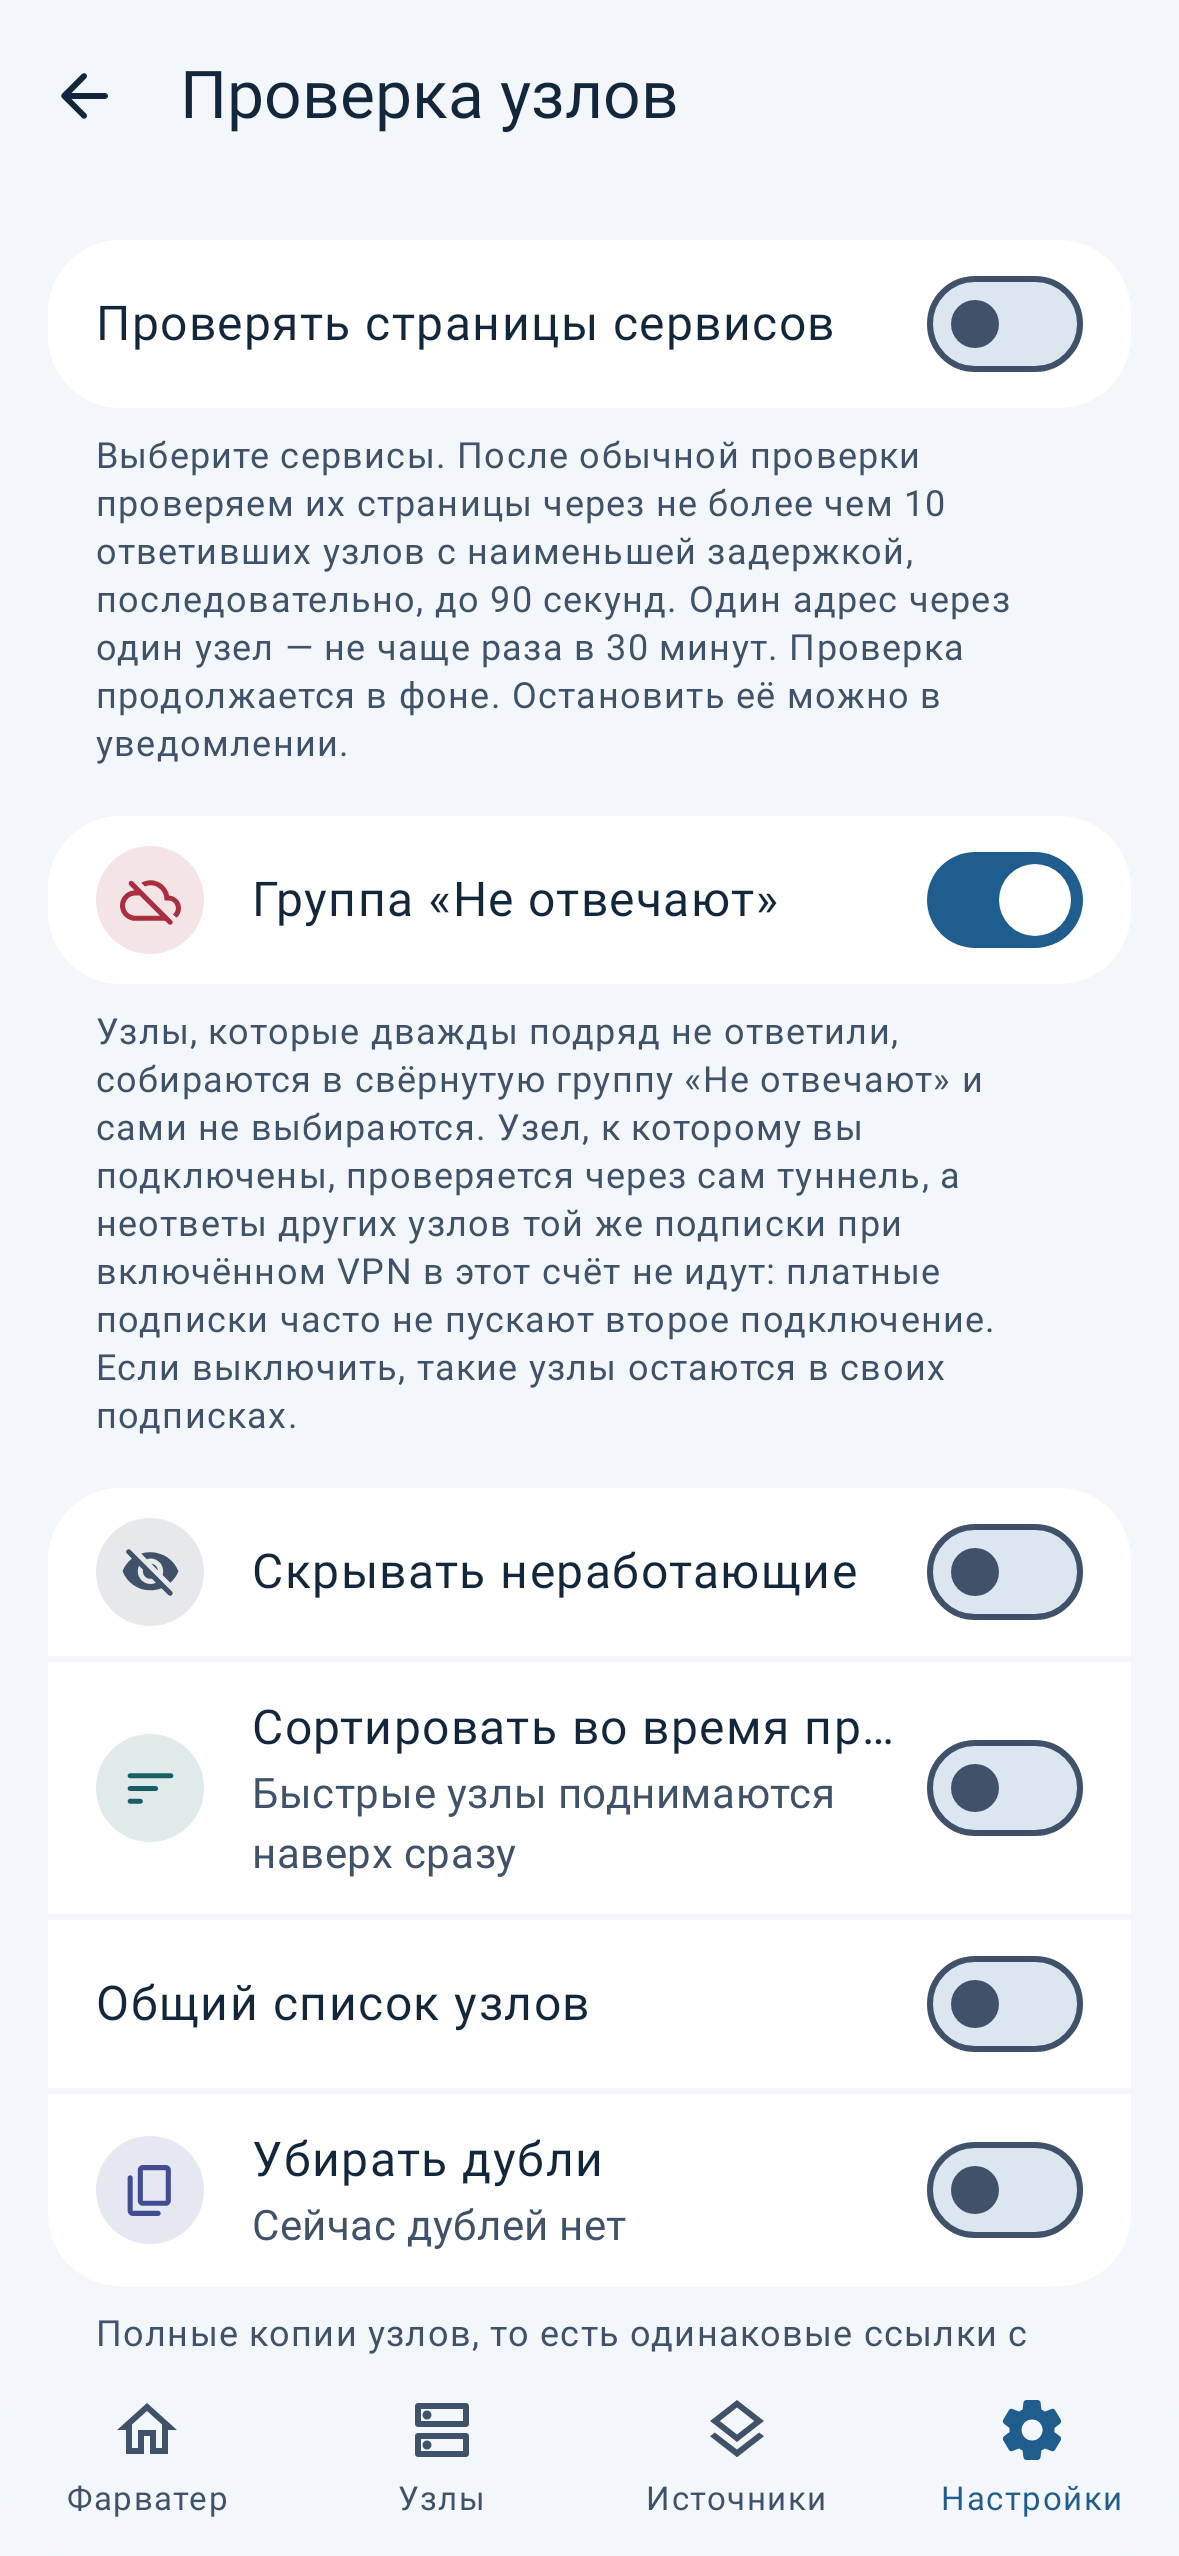 Проверка узлов
Проверять страницы сервисов
Выберите сервисы. После обычной проверки
проверяем их страницы через не более чем 10
ответивших узлов с наименьшей задержкой,
последовательно, до 90 секунд. Один адрес через
один узел — не чаще раза в 30 минут. Проверка
продолжается в фоне. Остановить её можно в
уведомлении.
Группа «Не отвечают»
Узлы, которые дважды подряд не ответили,
собираются в свёрнутую группу «Не отвечают» и
сами не выбираются. Узел, к которому вы
подключены, проверяется через сам туннель, а
неответы других узлов той же подписки при
включённом VPN в этот счёт не идут: платные
подписки часто не пускают второе подключение.
Если выключить, такие узлы остаются в своих
подписках.
Скрывать неработающие
Сортировать во время пр…
Быстрые узлы поднимаются
наверх сразу
Общий список узлов
Убирать дубли
Сейчас дублей нет
Полные копии узлов, то есть одинаковые ссылки с
Фарватер
Узлы
Источники
Настройки